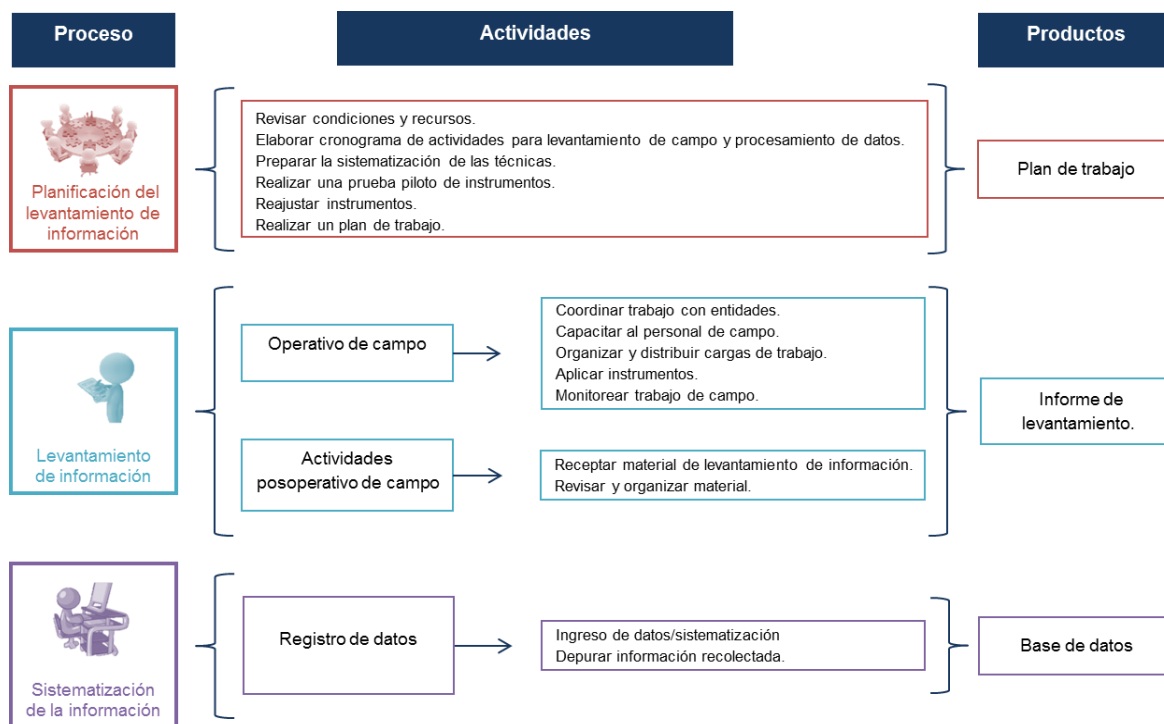 Proceso
Actividades
Productos
Planificación del
levantamiento de
información
Revisar condiciones y recursos.
Elaborar cronograma de actividades para levantamiento de campo y procesamiento de datos.
Preparar la sistematización de las técnicas.
Realizar una prueba piloto de instrumentos.
Reajustar instrumentos.
Realizar un plan de trabajo.
Plan de trabajo
Levantamiento
de información
Operativo de campo
Coordinar trabajo con entidades.
Capacitar al personal de campo.
Organizar y distribuir cargas de trabajo.
Aplicar instrumentos.
Monitorear trabajo de campo.
Actividades
posoperativo de campo
Receptar material de levantamiento de información.
Revisar y organizar material.
Informe de
levantamiento.
Sistematización
de la información
Registro de datos
Ingreso de datos/sistematización
Depurar información recolectada.
Base de datos